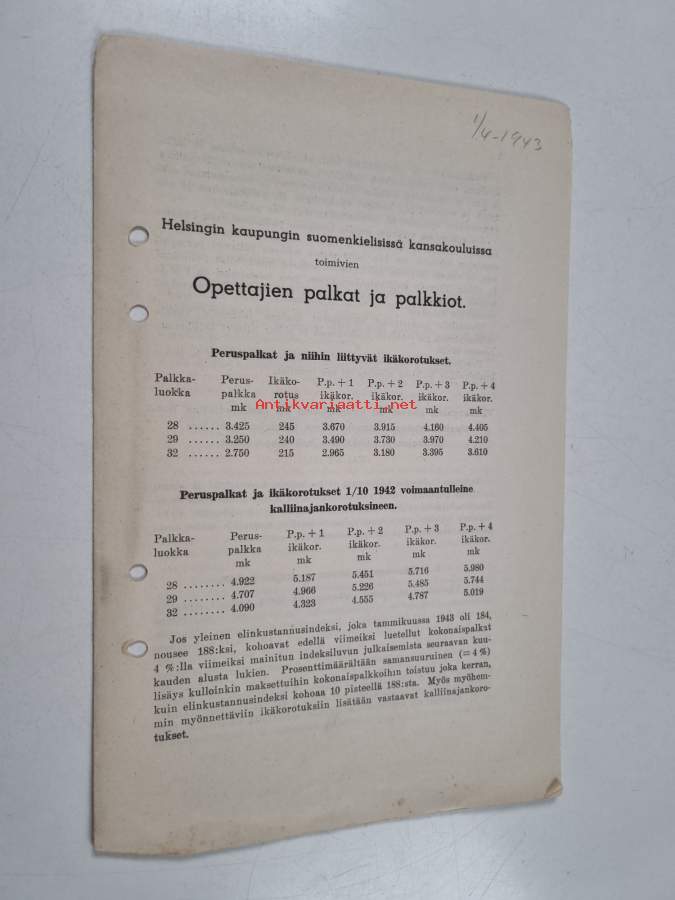 1/4-1943
Helsingin kaupungin suomenkielisissä kansakouluissa
toimivien
Opettajien palkat ja palkkiot.
Peruspalkat ja niihin liittyvät ikäkorotukset.
Palkka- Perus- Ikäko- P.p. + 1 P.p. + 2 P.p. + 3 P.p. + 4
luokka palkka rotus ikäkor. ikäkor. ikäkor. ikäkor.
mk mk mk mk mk mk
Antikvariaatti.net
28 ...... 3.425 245 3.670 3.915 4.160 4.405
29 ...... 3.250 240 3.490 3.730 3.970 4.210
32 ...... 2.750 215 2.965 3.180 3.395 3.610
Peruspalkat ja ikäkorotukset 1/10 1942 voimaantulleine
kalliinajankorotuksineen.
Palkka- Perus- P.p. + 1 P.p. + 2 P.p. + 3 P.p. + 4
luokka palkka ikäkor. ikäkor. ikäkor. ikäkor.
mk mk mk mk mk
28 ........ 4.922 5.187 5.451 5.716 5.980
29 ........ 4.707 4.966 5.226 5.485 5.744
32 ........ 4.090 4.323 4.555 4.787 5.019
Jos yleinen elinkustannusindeksi, joka tammikuussa 1943 oli 184,
nousee 188:ksi, kohoavat edellä viimeiksi luetellut kokonaispalkat
4 %:lla viimeiksi mainitun indeksiluvun julkaisemista seuraavan kuu-
kauden alusta lukien. Prosenttimäärältään samansuuruinen (= 4 %)
lisäys kulloinkin maksettuihin kokonaispalkkoihin toistuu joka kerran,
kuin elinkustannusindeksi kohoaa 10 pisteellä 188:sta. Myös myöhem-
min myönnettäviin ikäkorotuksiin lisätään vastaavat kalliinajankoro-
tukset.